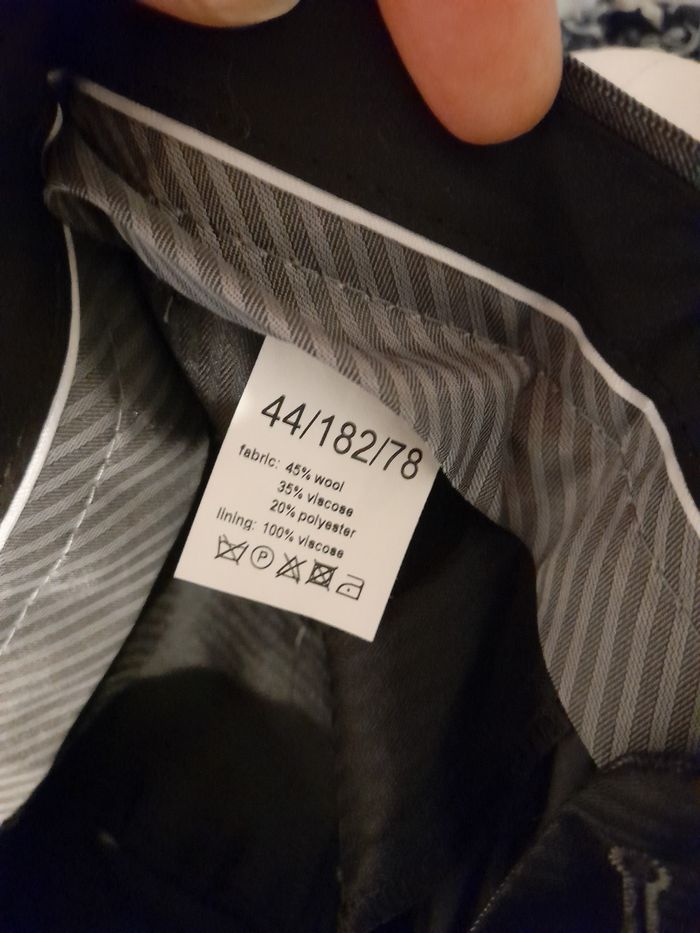 44/182/78
fabric: 45% wool
35% viscose
20% polyester
lining: 100% viscose
P